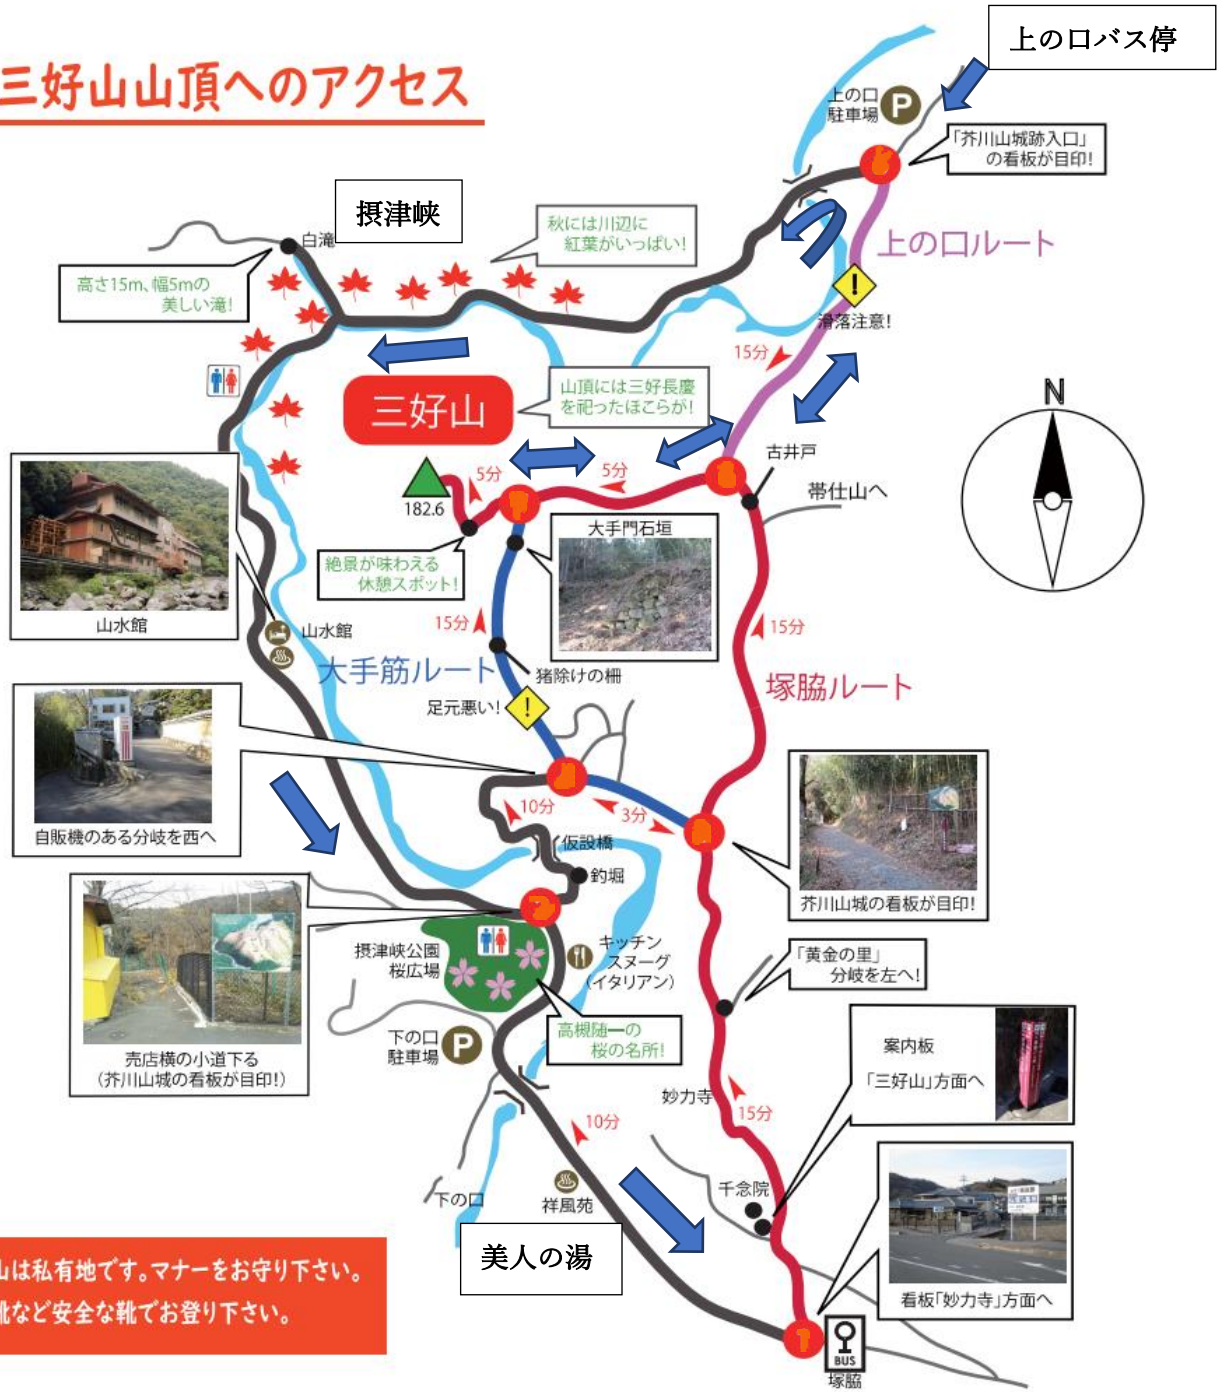 上の口バス停
三好山山頂へのアクセス
上の口
駐車場
P
「芥川山城跡入口」
の看板が目印!
摂津峡
秋には川辺に
紅葉がいっぱい!
白滝
高さ15m、幅5mの
美しい滝!
上の口ルート
!
滑落注意!
15分
山頂には三好長慶
を祀ったほこらが!
三好山
N
古井戸
帯仕山へ
5分
5分
182.6
大手門石垣
絶景が味わえる
休憩スポット!
山水館
山水館
15分
15分
大手筋ルート
猪除けの柵
足元悪い!
!
塚脇ルート
自販機のある分岐を西へ
10分
3分
仮設橋
釣堀
芥川山城の看板が目印!
摂津峡公園
桜広場
キッチン
スヌーグ
(イタリアン)
「黄金の里」
分岐を左へ!
売店横の小道下る
(芥川山城の看板が目印!)
下の口
駐車場
P
高槻随一の
桜の名所!
案内板
「三好山」方面へ
妙力寺
15分
10分
千念院
下の口
祥風苑
美人の湯
看板「妙力寺」方面へ
山は私有地です。マナーをお守り下さい。
靴など安全な靴でお登り下さい。
BUS
塚脇